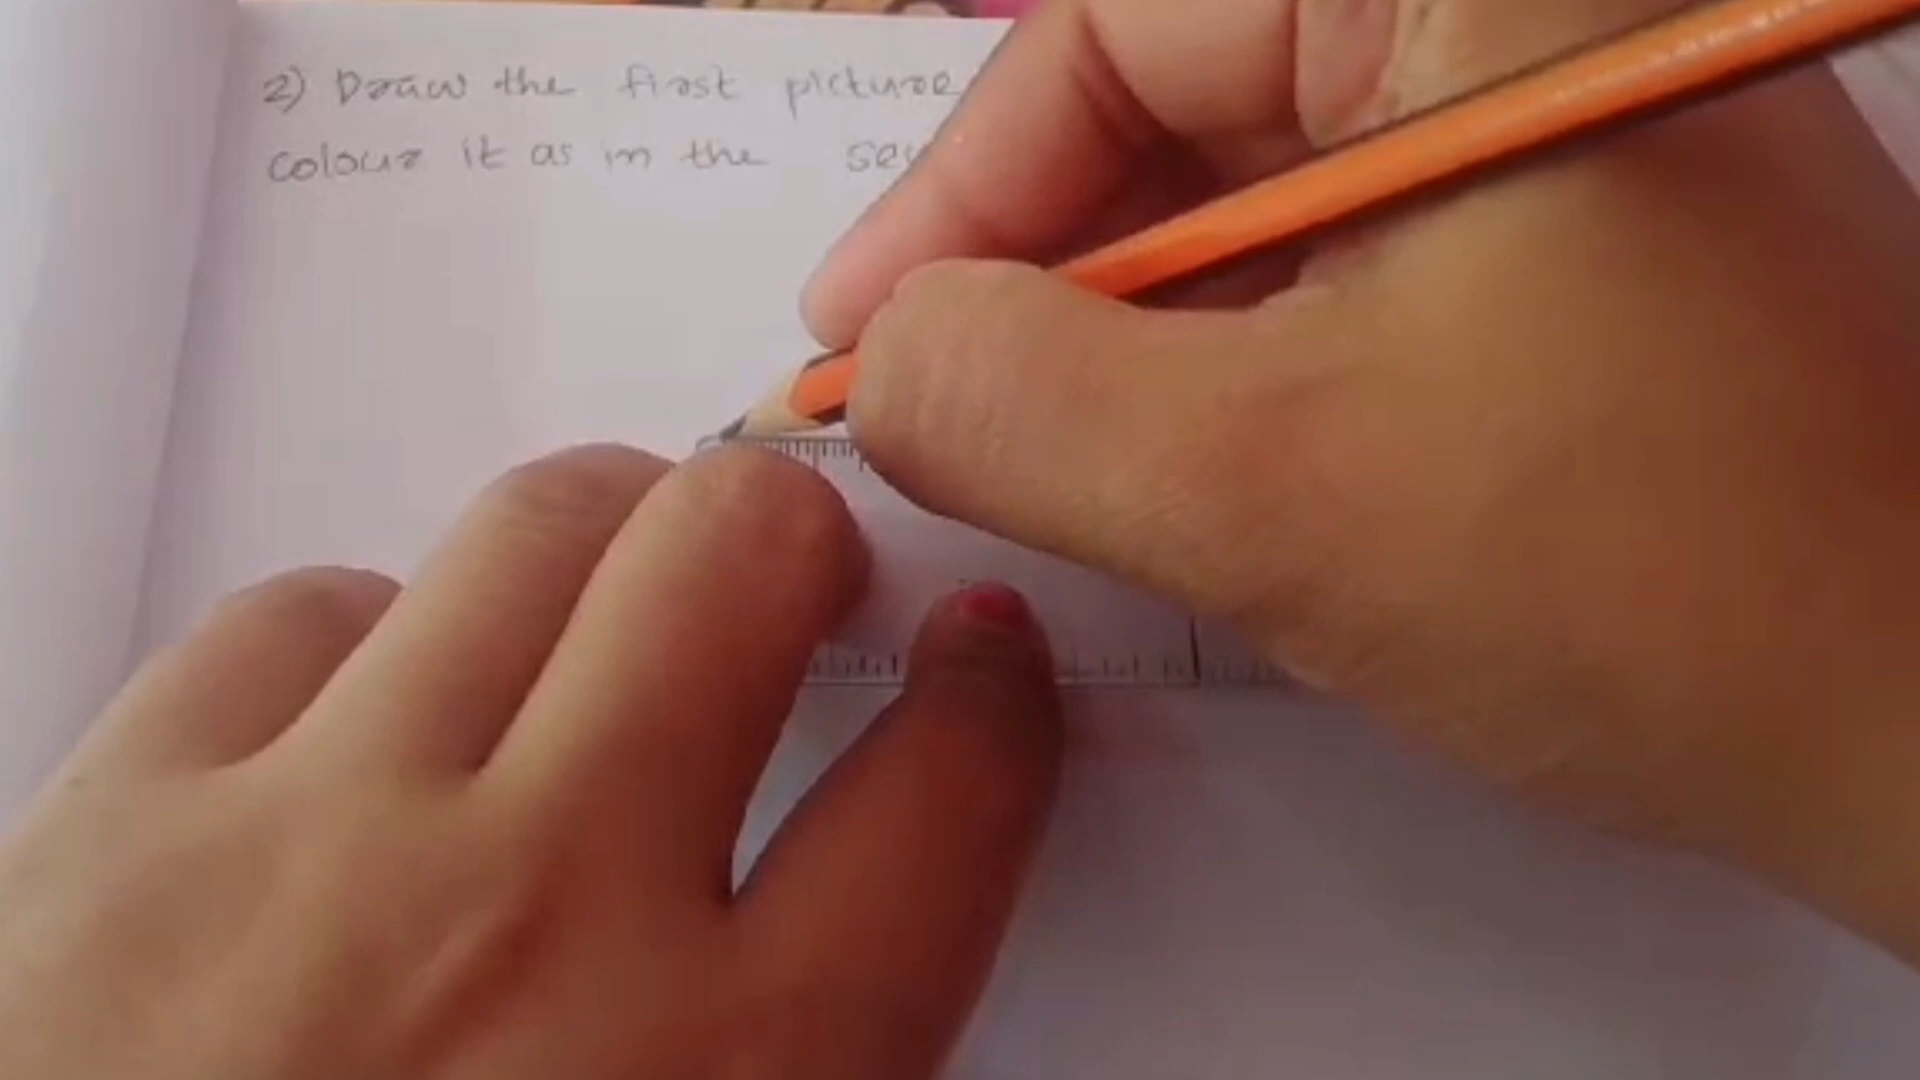 2) Draw the first picture
colour it as in the